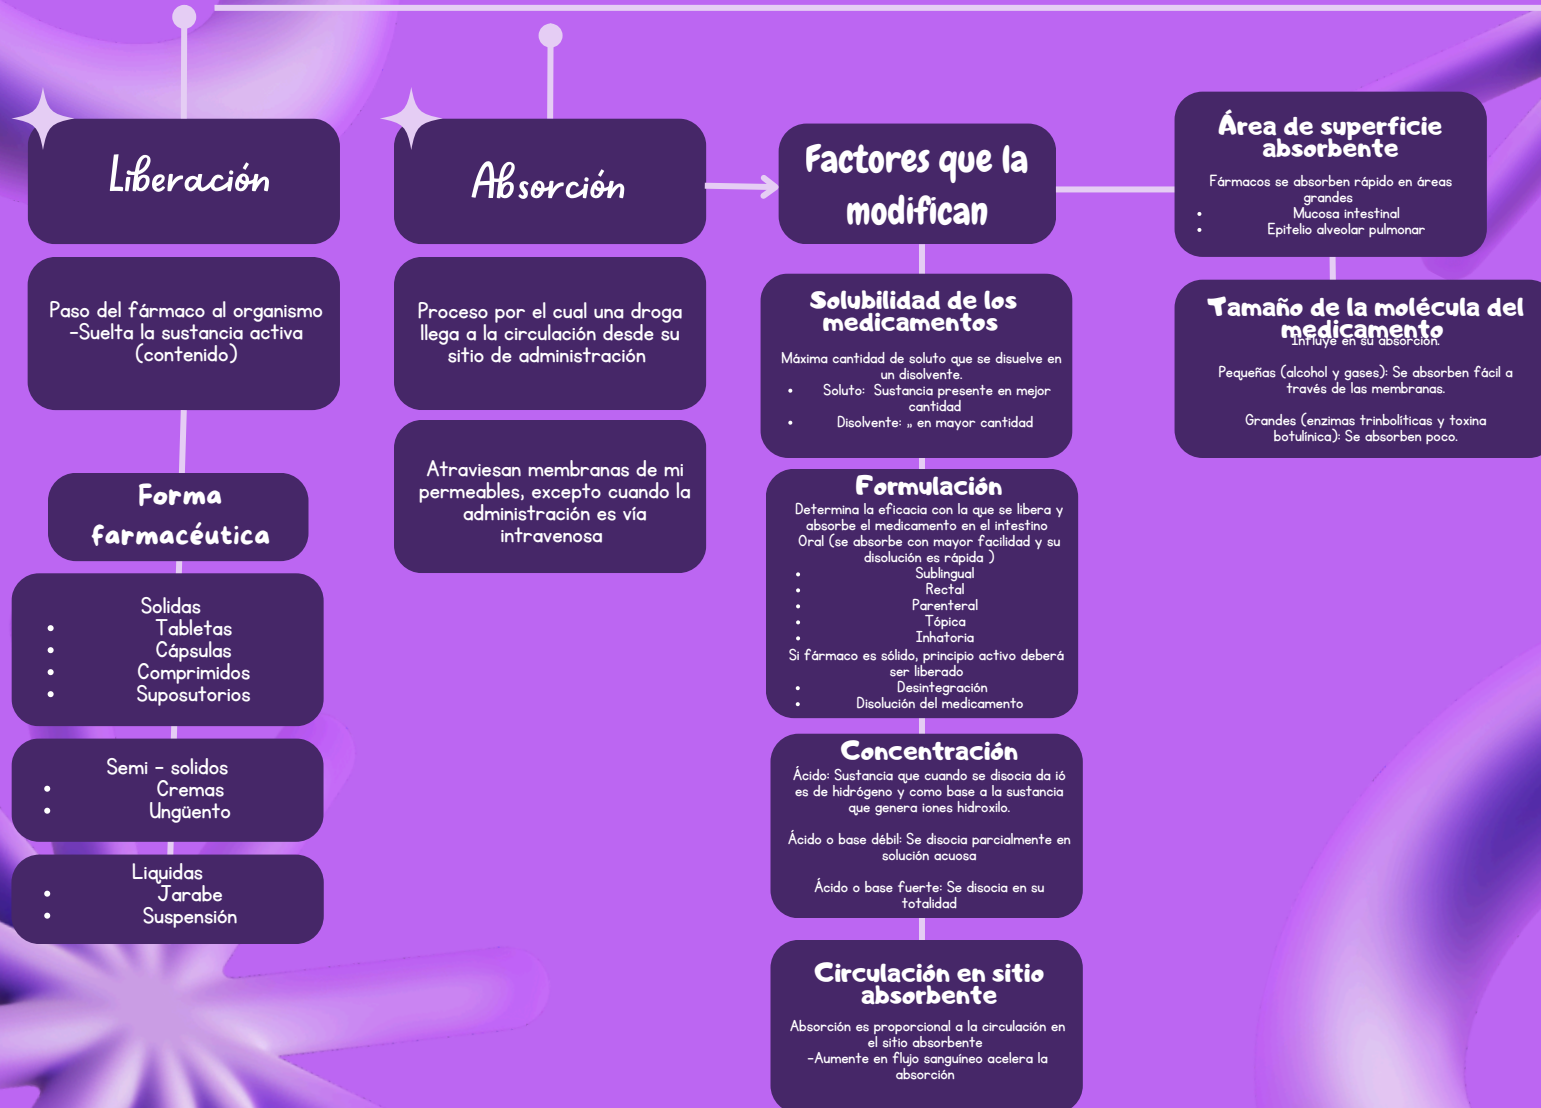 Liberación
Paso del fármaco al organismo
-Suelta la sustancia activa
(contenido)
Forma
farmacéutica
Solidas
• Tabletas
• Cápsulas
• Comprimidos
• Suposutorios
Semi - solidos
• Cremas
• Ungüento
Liquidas
• Jarabe
• Suspensión
Absorción
Proceso por el cual una droga
llega a la circulación desde su
sitio de administración
Atraviesan membranas de mi
permeables, excepto cuando la
administración es vía
intravenosa
Factores que la
modifican
Solubilidad de los
medicamentos
Máxima cantidad de soluto que se disuelve en
un disolvente.
• Soluto: Sustancia presente en mejor
cantidad
• Disolvente: „ en mayor cantidad
Formulación
Determina la eficacia con la que se libera y
absorbe el medicamento en el intestino
Oral (se absorbe con mayor facilidad y su
disolución es rápida )
• Sublingual
• Rectal
• Parenteral
• Tópica
• Inhatoria
Si fármaco es sólido, principio activo deberá
ser liberado
• Desintegración
• Disolución del medicamento
Concentración
Ácido: Sustancia que cuando se disocia da ió
es de hidrógeno y como base a la sustancia
que genera iones hidroxilo.
Ácido o base débil: Se disocia parcialmente en
solución acuosa
Ácido o base fuerte: Se disocia en su
totalidad
Circulación en sitio
absorbente
Absorción es proporcional a la circulación en
el sitio absorbente
-Aumente en flujo sanguíneo acelera la
absorción
Área de superficie
absorbente
Fármacos se absorben rápido en áreas
grandes
• Mucosa intestinal
• Epitelio alveolar pulmonar
Tamaño de la molécula del
medicamento
Influye en su absorción.
Pequeñas (alcohol y gases): Se absorben fácil a
través de las membranas.
Grandes (enzimas trinbolíticas y toxina
botulínica): Se absorben poco.